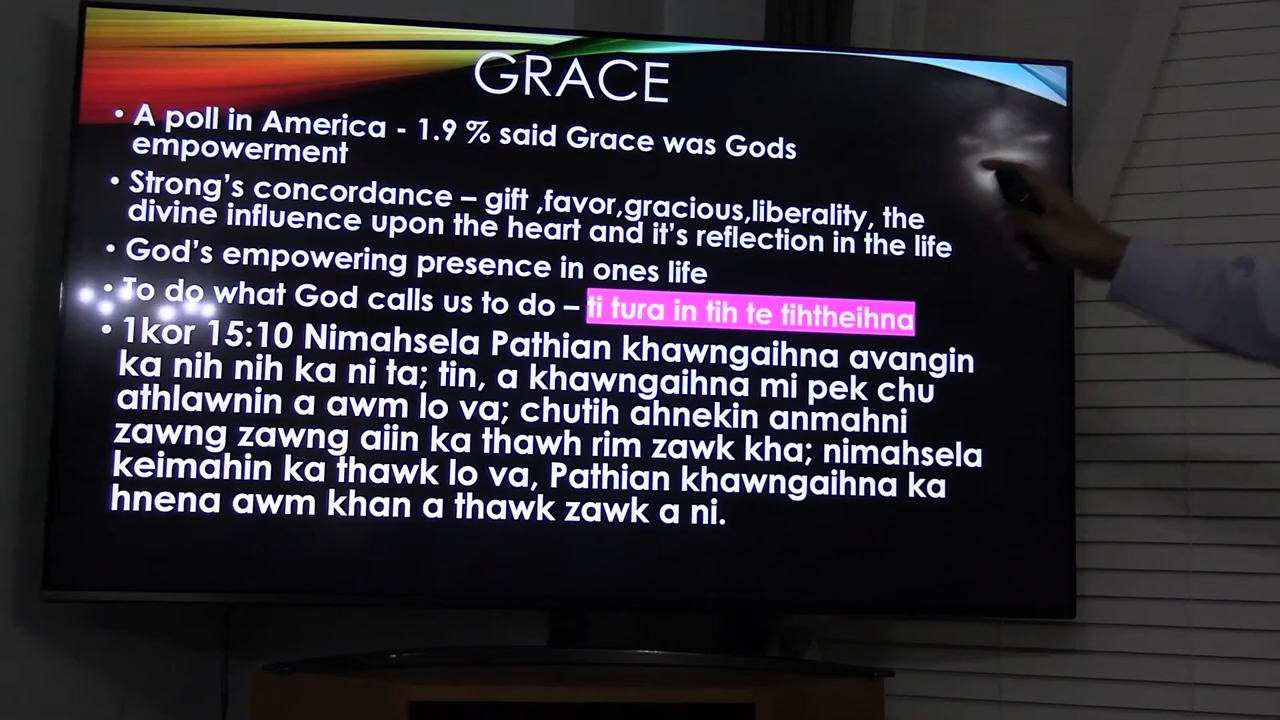 GRACE
• A poll in America - 1.9 % said Grace was Gods
empowerment
• Strong's concordance – gift ,favor,gracious,liberality, the
divine influence upon the heart and it's reflection in the life
• God's empowering presence in ones life
• To do what God calls us to do – ti tura in tih te tihtheihna
• 1kor 15:10 Nimahsela Pathian khawngaihna avangin
ka nih nih ka ni ta; tin, a khawngaihna mi pek chu
athlawnin a awm lo va; chutih ahnekin anmahni
zawng zawng aiin ka thawh rim zawk kha; nimahsela
keimahin ka thawk lo va, Pathian khawngaihna ka
hnena awm khan a thawk zawk a ni.